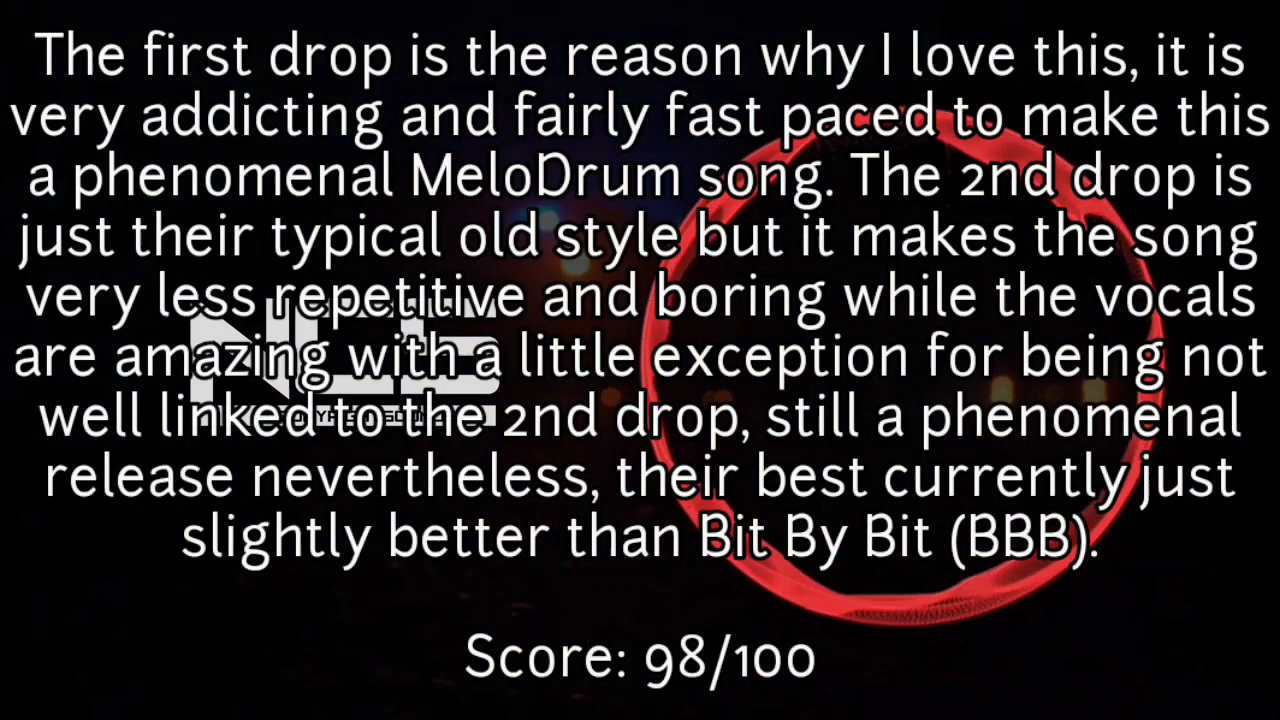 The first drop is the reason why I love this, it is
very addicting and fairly fast paced to make this
a phenomenal MeloDrum song. The 2nd drop is
just their typical old style but it makes the song
very less repetitive and boring while the vocals
are amazing with a little exception for being not
well linked to the 2nd drop, still a phenomenal
release nevertheless, their best currently just
slightly better than Bit By Bit (BBB).
Score: 98/100
NCS